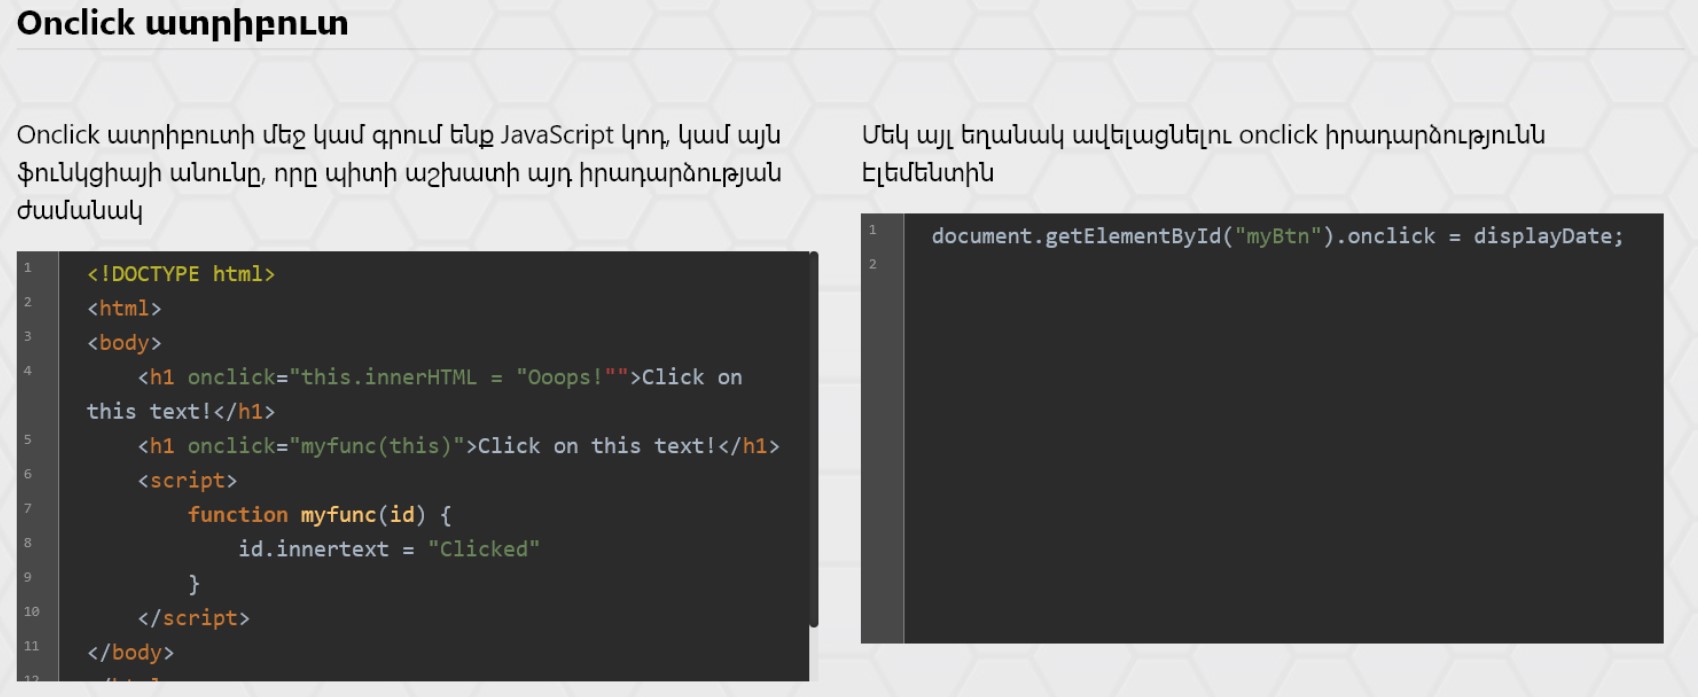 Onclick ատրիբուտ
Onclick ատրիբուտի մեջ կամ գրում ենք JavaScript կոդ, կամ այն
ֆունկցիայի անունը, որը պիտի աշխատի այդ իրադարձության
ժամանակ
1 <!DOCTYPE html>
2 <html>
3 <body>
4 <h1 onclick="this.innerHTML = "Ooops!"">Click on
this text!</h1>
5 <h1 onclick="myfunc(this)">Click on this text!</h1>
6 <script>
7 function myfunc(id) {
8 id.innertext = "Clicked"
9 }
10 </script>
11 </body>
12
Մեկ այլ եղանակ ավելացնելու onclick իրադարձությունն
էլեմենտին
1 document.getElementById("myBtn").onclick = displayDate;
2